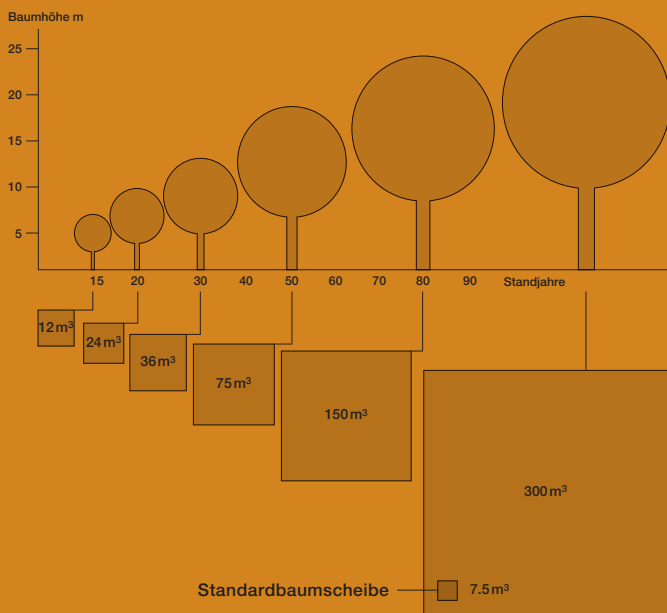 Baumhöhe m
25
20
15
10
5
15 20 30 40 50 60 70 80 90 Standjahre
12 m³
24 m³
36 m³
75 m³
150 m³
300 m³
Standardbaumscheibe 7.5 m³